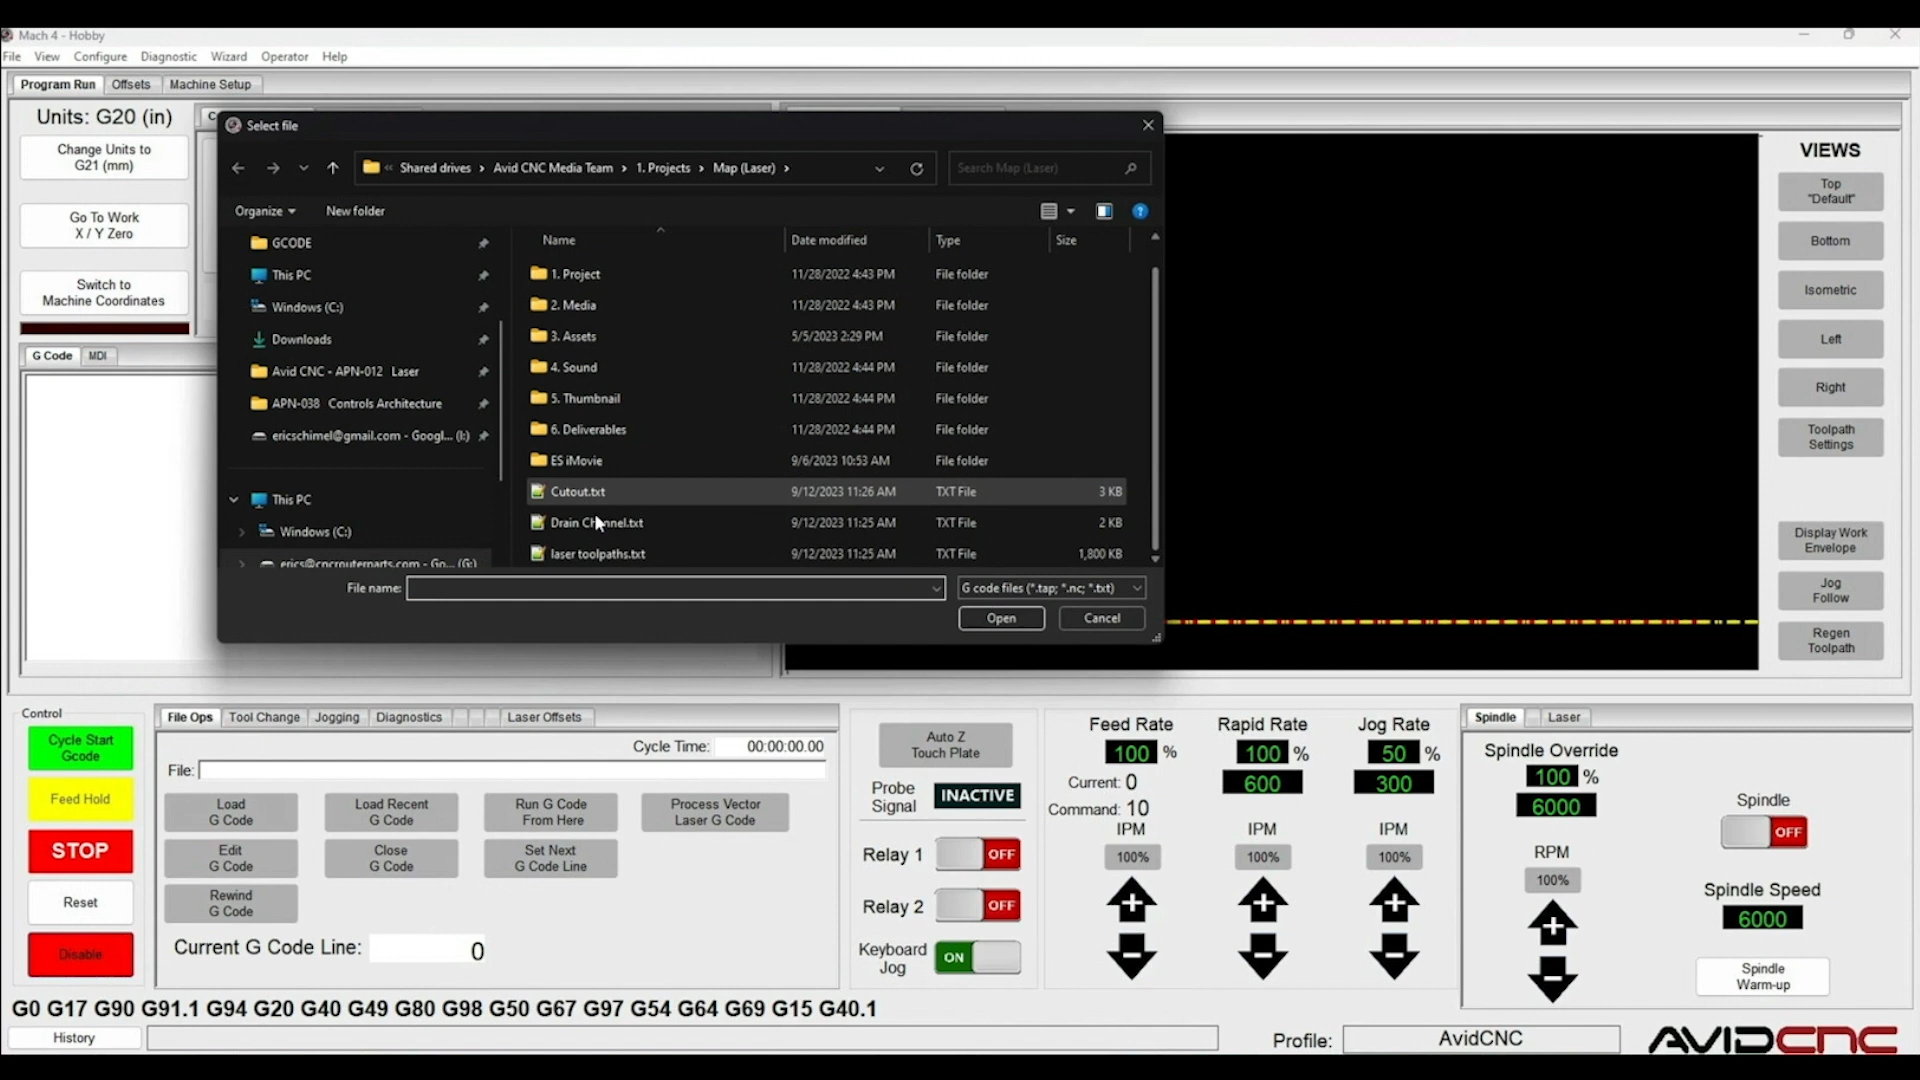 Mach 4 - Hobby
File View Configure Diagnostic Wizard Operator Help
Program Run Offsets Machine Setup
Units: G20 (in)
Change Units to
G21 (mm)
Go To Work
X / Y Zero
Switch to
Machine Coordinates
G Code MDI
Select file
« Shared drives › Avid CNC Media Team › 1. Projects › Map (Laser) ›
Search Map (Laser)
Organize New folder
GCODE
This PC
Windows (C:)
Downloads
Avid CNC - APN-012 Laser
APN-038 Controls Architecture
ericschimel@gmail.com - Googl... (I:)
This PC
Windows (C:)
erics@cncrouterparts.com - Go... (G:)
Name Date modified Type Size
1. Project 11/28/2022 4:43 PM File folder
2. Media 11/28/2022 4:43 PM File folder
3. Assets 5/5/2023 2:29 PM File folder
4. Sound 11/28/2022 4:44 PM File folder
5. Thumbnail 11/28/2022 4:44 PM File folder
6. Deliverables 11/28/2022 4:44 PM File folder
ES iMovie 9/6/2023 10:53 AM File folder
Cutout.txt 9/12/2023 11:26 AM TXT File 3 KB
Drain Channel.txt 9/12/2023 11:25 AM TXT File 2 KB
laser toolpaths.txt 9/12/2023 11:25 AM TXT File 1,800 KB
File name: G code files (*.tap; *.nc; *.txt)
Open Cancel
VIEWS
Top
"Default"
Bottom
Isometric
Left
Right
Toolpath
Settings
Display Work
Envelope
Jog
Follow
Regen
Toolpath
Control
Cycle Start
Gcode
Feed Hold
STOP
Reset
Disable
File Ops Tool Change Jogging Diagnostics Laser Offsets
Cycle Time: 00:00:00.00
File:
Load
G Code
Load Recent
G Code
Run G Code
From Here
Process Vector
Laser G Code
Edit
G Code
Close
G Code
Set Next
G Code Line
Rewind
G Code
Current G Code Line: 0
Auto Z
Touch Plate
Probe
Signal
INACTIVE
Relay 1 OFF
Relay 2 OFF
Keyboard
Jog
ON
Feed Rate
100 %
Current: 0
Command: 10
IPM
100%
Rapid Rate
100 %
600
IPM
100%
Jog Rate
50 %
300
IPM
100%
Spindle Laser
Spindle Override
100 %
6000
RPM
100%
Spindle
OFF
Spindle Speed
6000
Spindle
Warm-up
G0 G17 G90 G91.1 G94 G20 G40 G49 G80 G98 G50 G67 G97 G54 G64 G69 G15 G40.1
History
Profile: AvidCNC
AVIDCNC